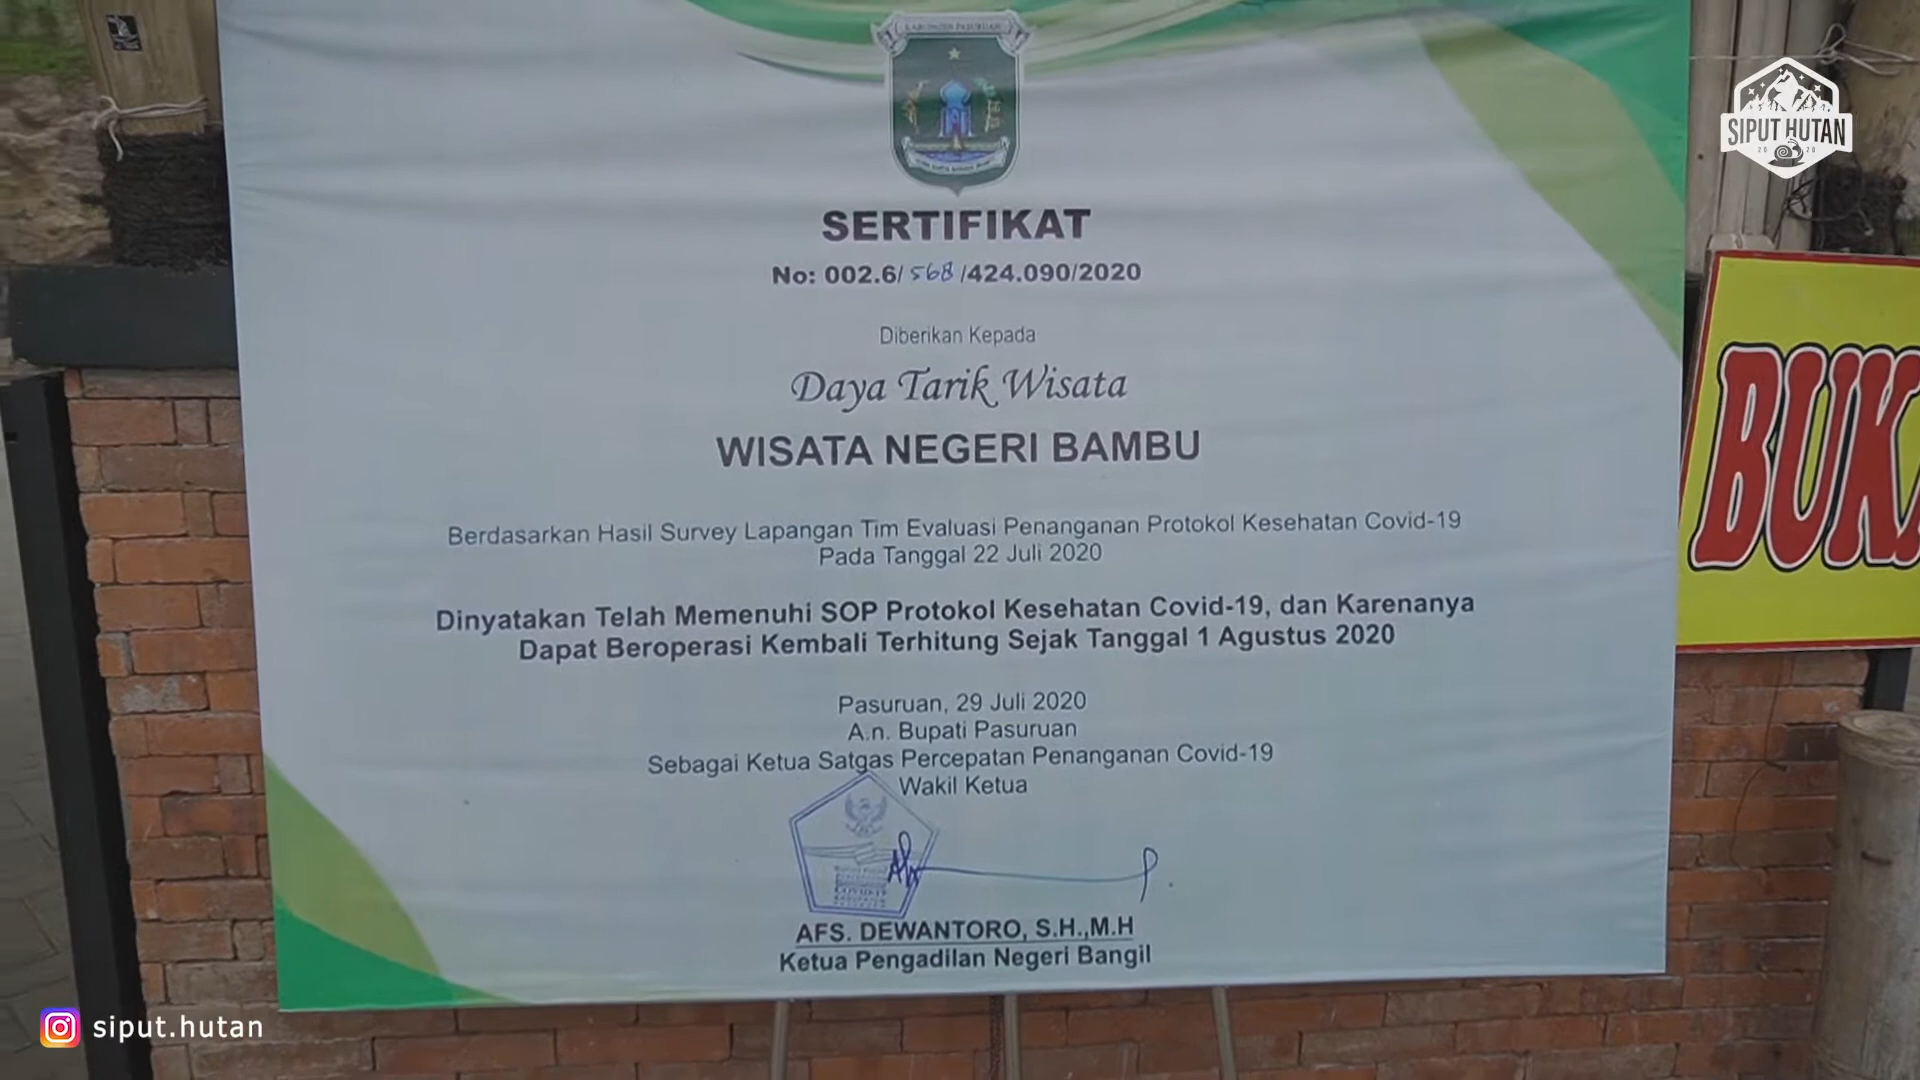 KABUPATEN PASURUAN
SIPUT HUTAN
2020
SERTIFIKAT
No: 002.6/568/424.090/2020
Diberikan Kepada
Daya Tarik Wisata
WISATA NEGERI BAMBU
BUKA
Berdasarkan Hasil Survey Lapangan Tim Evaluasi Penanganan Protokol Kesehatan Covid-19
Pada Tanggal 22 Juli 2020
Dinyatakan Telah Memenuhi SOP Protokol Kesehatan Covid-19, dan Karenanya
Dapat Beroperasi Kembali Terhitung Sejak Tanggal 1 Agustus 2020
Pasuruan, 29 Juli 2020
A.n. Bupati Pasuruan
Sebagai Ketua Satgas Percepatan Penanganan Covid-19
Wakil Ketua
AFS. DEWANTORO, S.H.,M.H
Ketua Pengadilan Negeri Bangil
siput.hutan